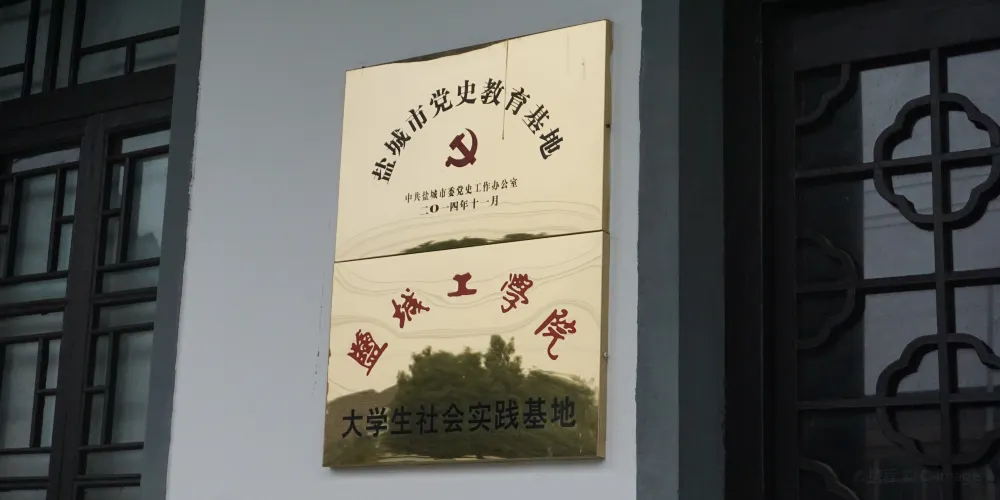 盐城市党史教育基地
中共盐城市委党史工作办公室
二〇一四年十一月
鹽城工學院
大学生社会实践基地